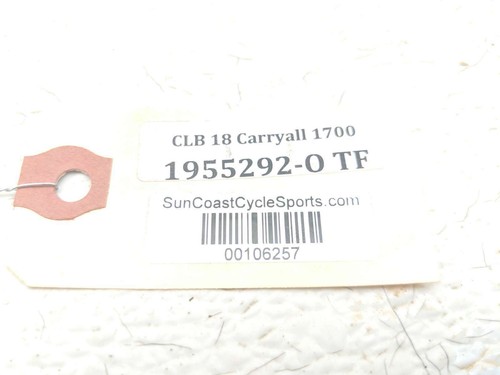 CLB 18 Carryall 1700
1955292-O TF
SunCoastCycleSports.com
00106257